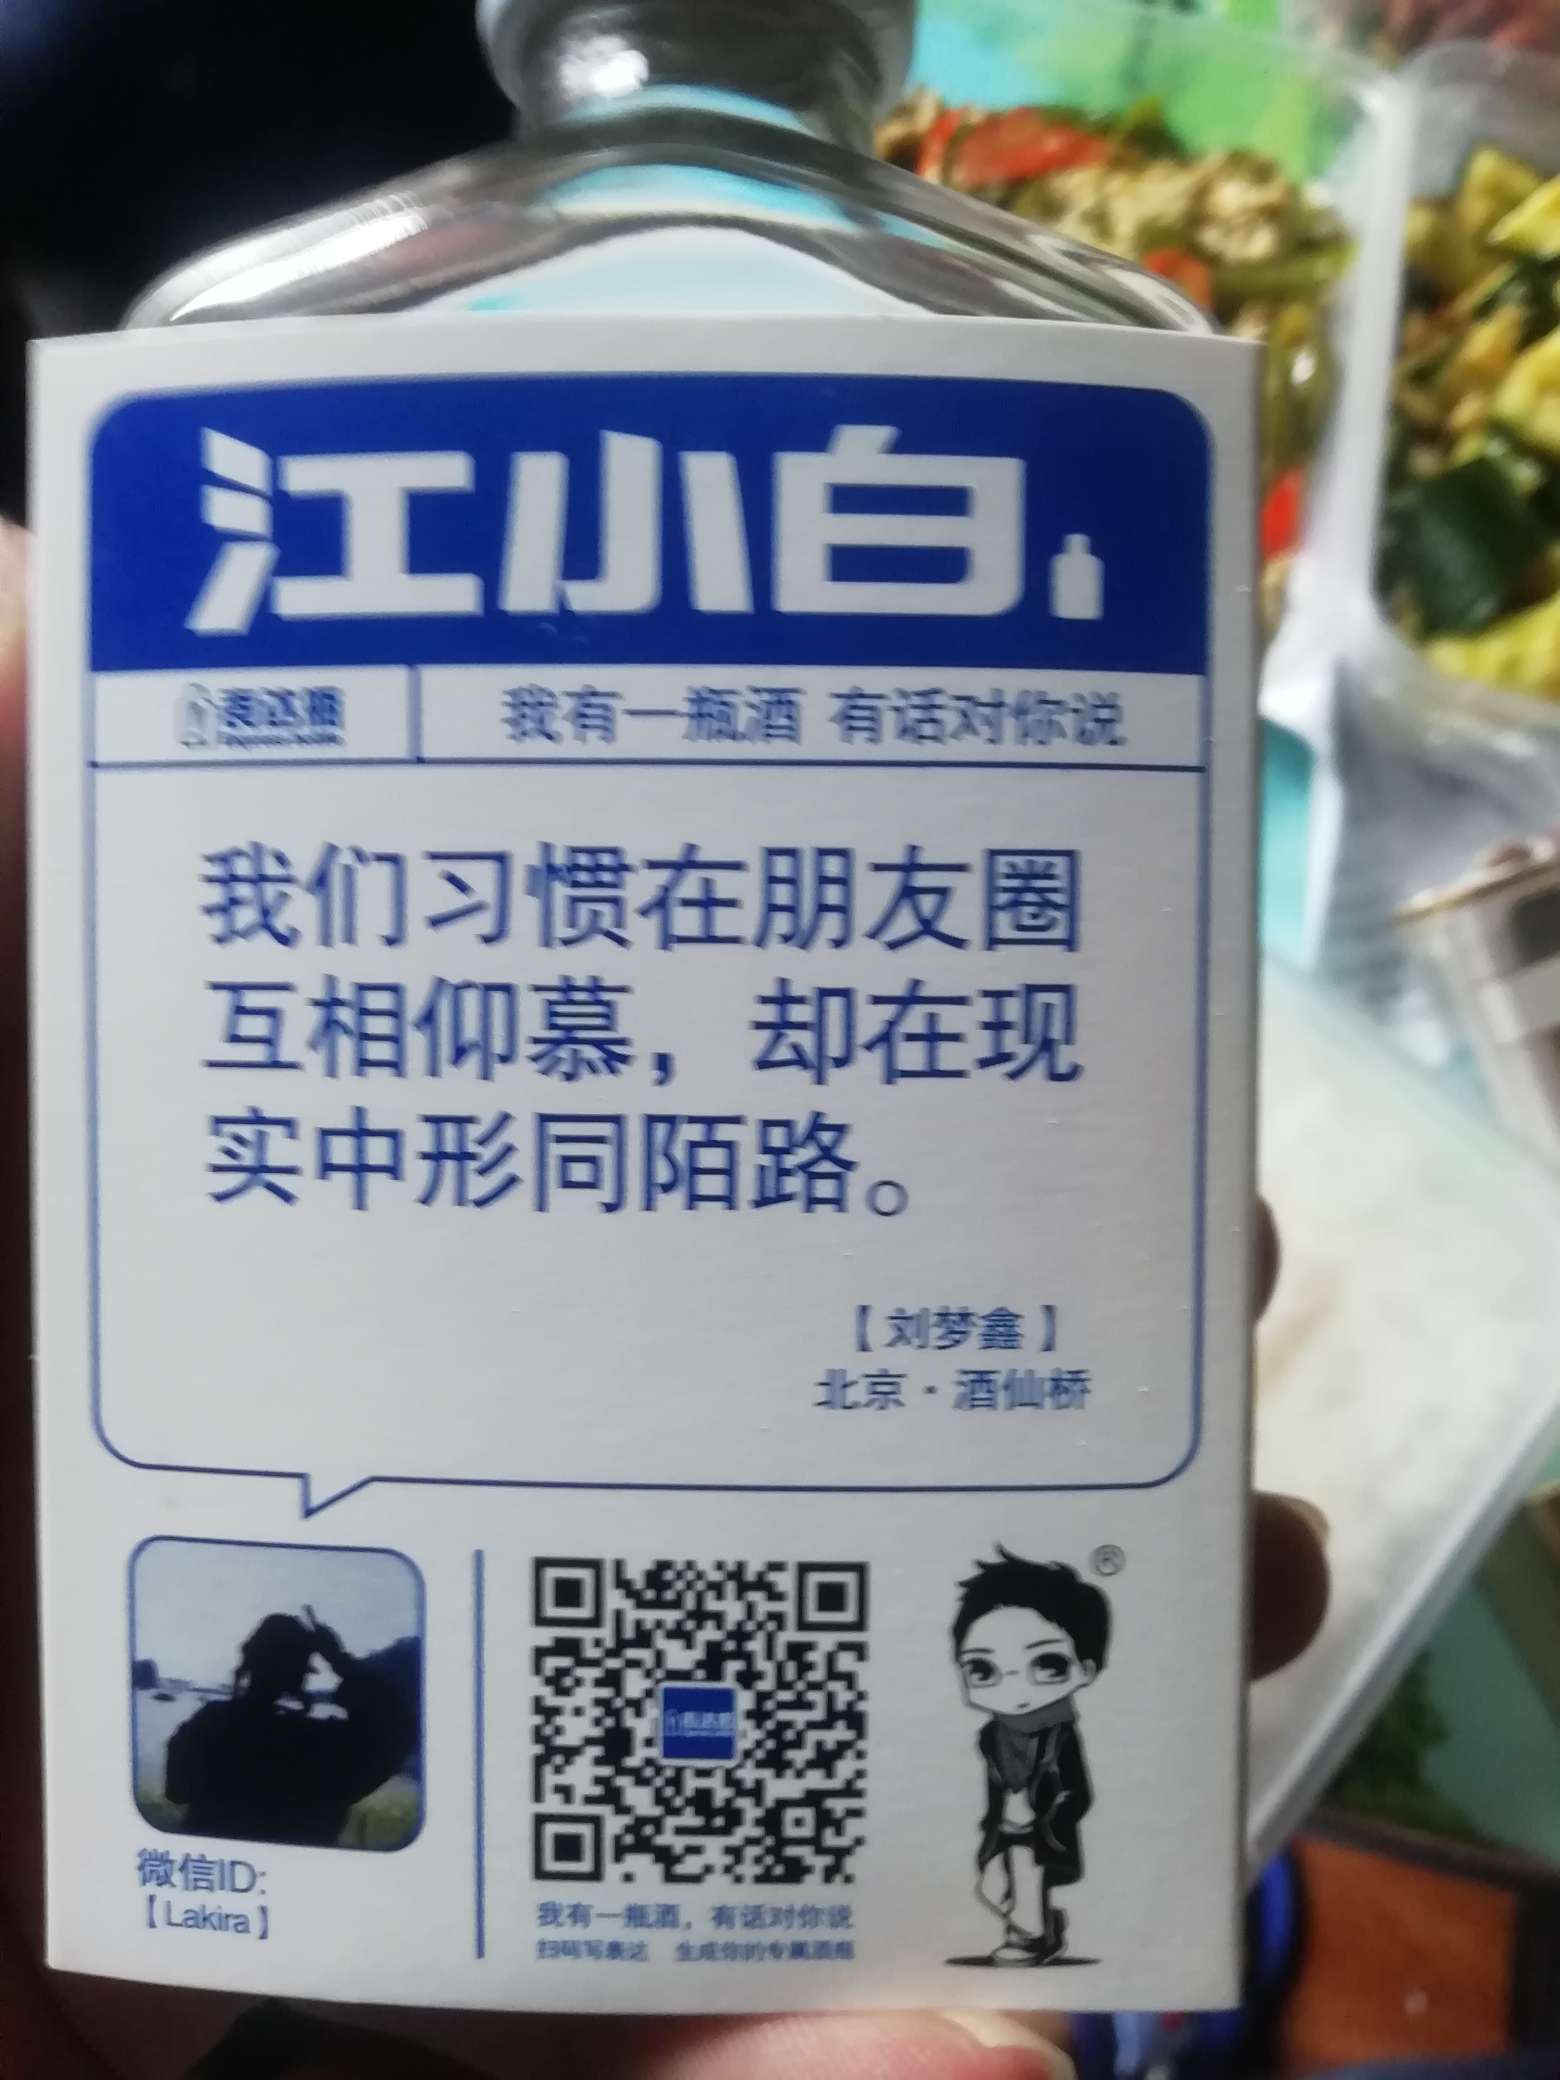 江小白
表达瓶
我有一瓶酒 有话对你说
我们习惯在朋友圈
互相仰慕，却在现
实中形同陌路。
【刘梦鑫】
北京·酒仙桥
®
微信ID:
【Lakira】
表达瓶
我有一瓶酒，有话对你说
扫码写表达 生成你的专属酒瓶